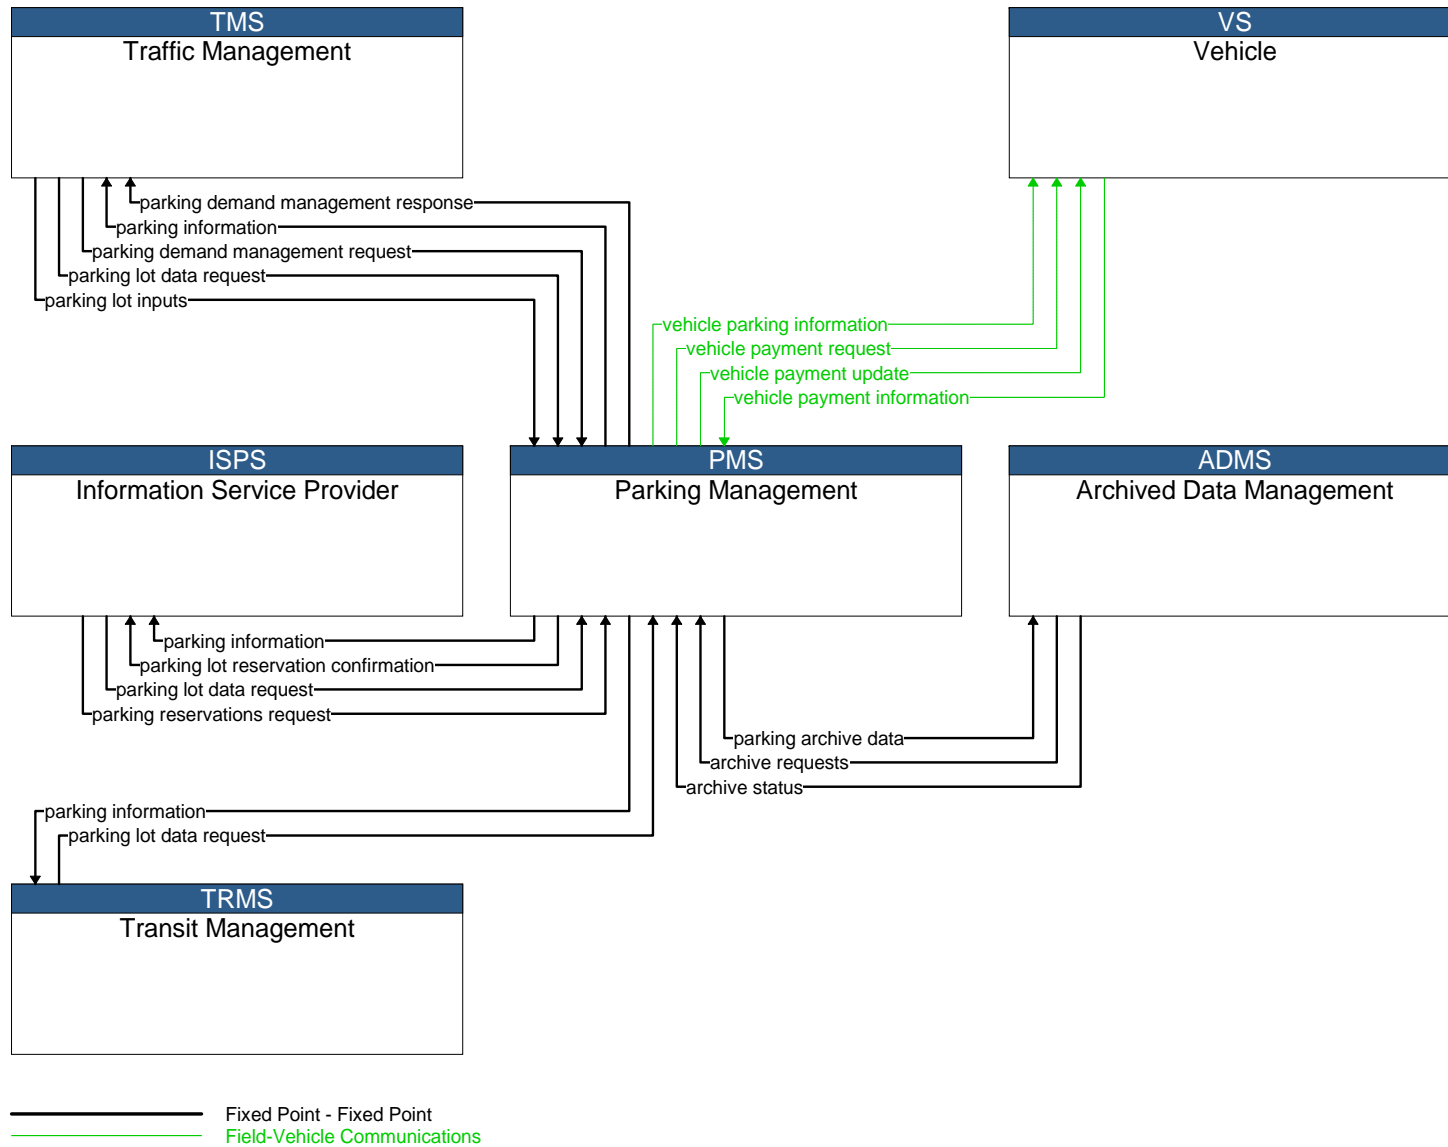 TMS
Traffic Management
VS
Vehicle
parking demand management response
parking information
parking demand management request
parking lot data request
parking lot inputs
vehicle parking information
vehicle payment request
vehicle payment update
vehicle payment information
ISPS
Information Service Provider
PMS
Parking Management
ADMS
Archived Data Management
parking information
parking lot reservation confirmation
parking lot data request
parking reservations request
parking archive data
archive requests
archive status
parking information
parking lot data request
TRMS
Transit Management
Fixed Point - Fixed Point
Field-Vehicle Communications